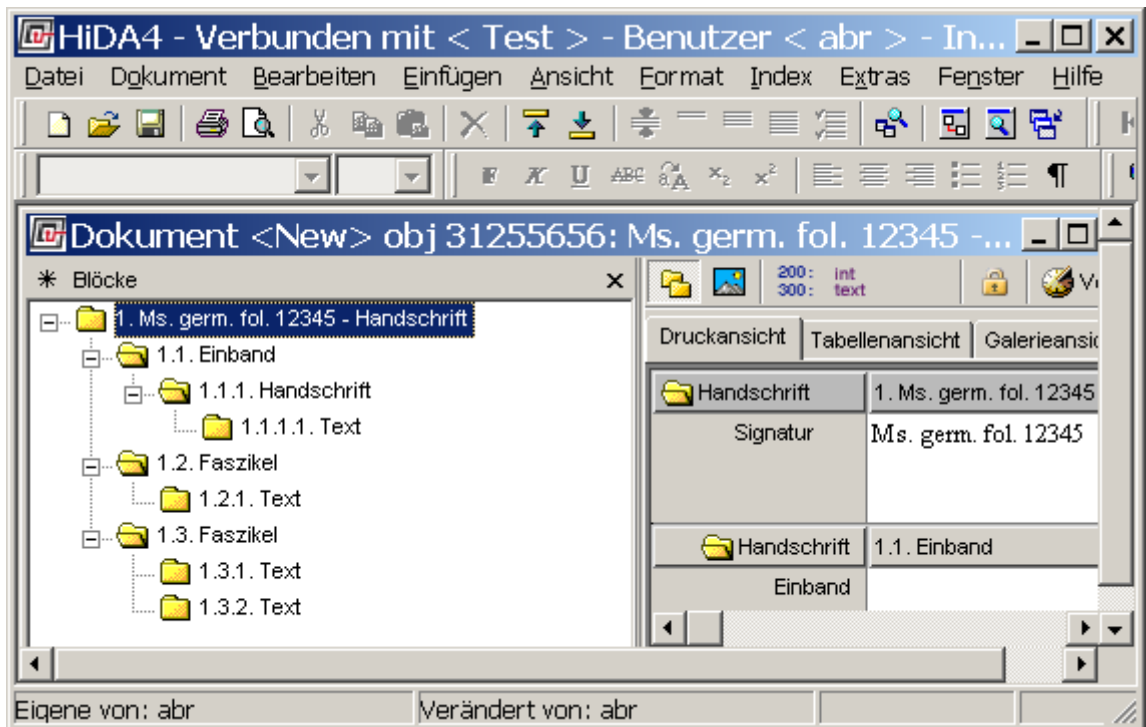 HiDA4 - Verbunden mit < Test > - Benutzer < abr > - In...
Datei Dokument Bearbeiten Einfügen Ansicht Format Index Extras Fenster Hilfe
F K U ABC
Dokument <New> obj 31255656: Ms. germ. fol. 12345 -...
Blöcke
200: int
300: text
1. Ms. germ. fol. 12345 - Handschrift
1.1. Einband
1.1.1. Handschrift
1.1.1.1. Text
1.2. Faszikel
1.2.1. Text
1.3. Faszikel
1.3.1. Text
1.3.2. Text
Druckansicht Tabellenansicht Galerieansic
Handschrift 1. Ms. germ. fol. 12345
Signatur Ms. germ. fol. 12345
Handschrift 1.1. Einband
Einband
Eigene von: abr Verändert von: abr